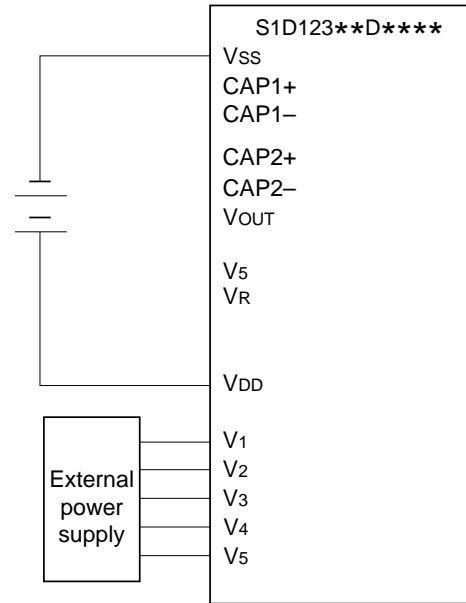 S1D123**D****
VSS
CAP1+
CAP1–
CAP2+
CAP2–
VOUT
V5
VR
VDD
External
power
supply
V1
V2
V3
V4
V5